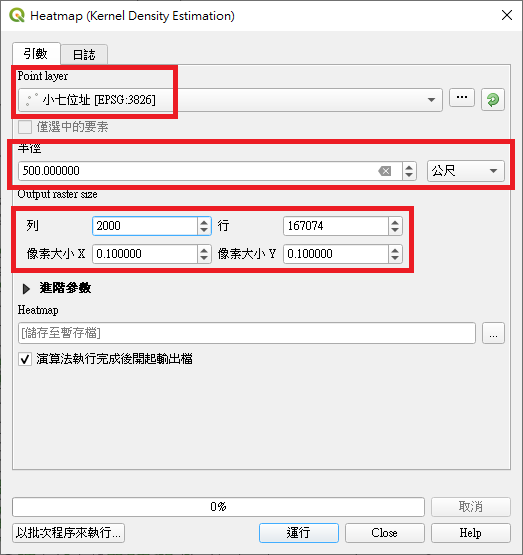 Heatmap (Kernel Density Estimation)
引數 日誌
Point layer
小七位址 [EPSG:3826]
...
僅選中的要素
半徑
500.000000 公尺
Output raster size
列 2000 行 167074
像素大小 X 0.100000 像素大小 Y 0.100000
進階參數
Heatmap
[儲存至暫存檔] ...
演算法執行完成後開起輸出檔
0% 取消
以批次程序來執行... 運行 Close Help